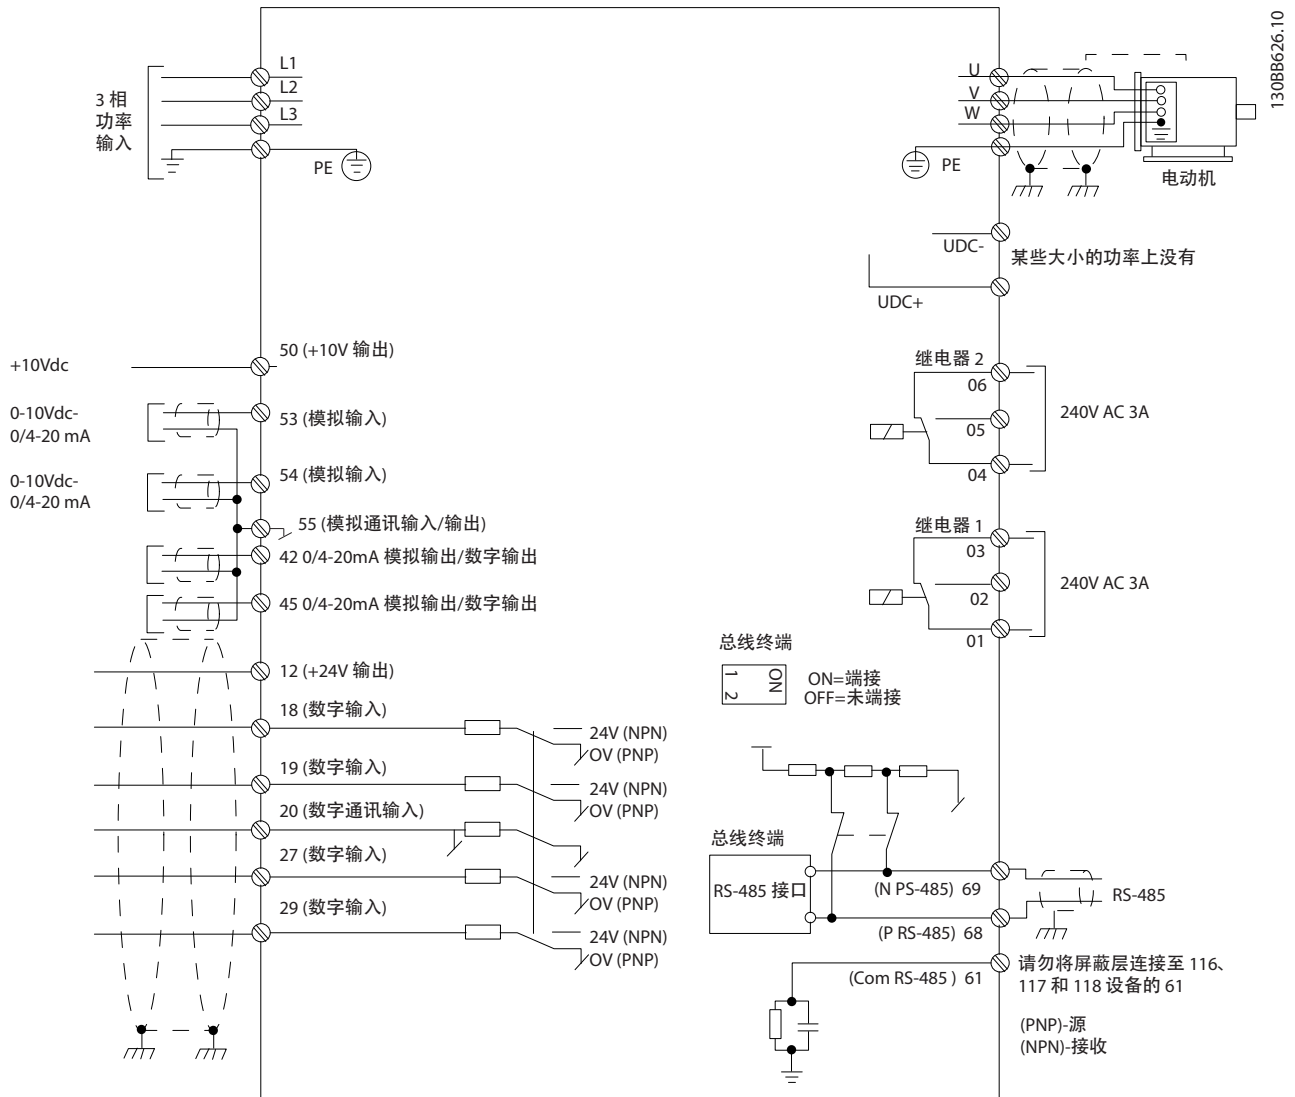 130BB626.10
3 相
功率
输入
L1
L2
L3
PE
U
V
W
PE
电动机
UDC-
某些大小的功率上没有
UDC+
+10Vdc
50 (+10V 输出)
0-10Vdc-
0/4-20 mA
53 (模拟输入)
0-10Vdc-
0/4-20 mA
54 (模拟输入)
55 (模拟通讯输入/输出)
42 0/4-20mA 模拟输出/数字输出
45 0/4-20mA 模拟输出/数字输出
12 (+24V 输出)
18 (数字输入)
24V (NPN)
OV (PNP)
19 (数字输入)
24V (NPN)
OV (PNP)
20 (数字通讯输入)
27 (数字输入)
24V (NPN)
OV (PNP)
29 (数字输入)
24V (NPN)
OV (PNP)
继电器 2
06
05
04
240V AC 3A
继电器 1
03
02
01
240V AC 3A
总线终端
1 2 ON
ON=端接
OFF=未端接
总线终端
RS-485 接口
(N PS-485) 69
(P RS-485) 68
RS-485
(Com RS-485 ) 61
请勿将屏蔽层连接至 116、
117 和 118 设备的 61
(PNP)-源
(NPN)-接收